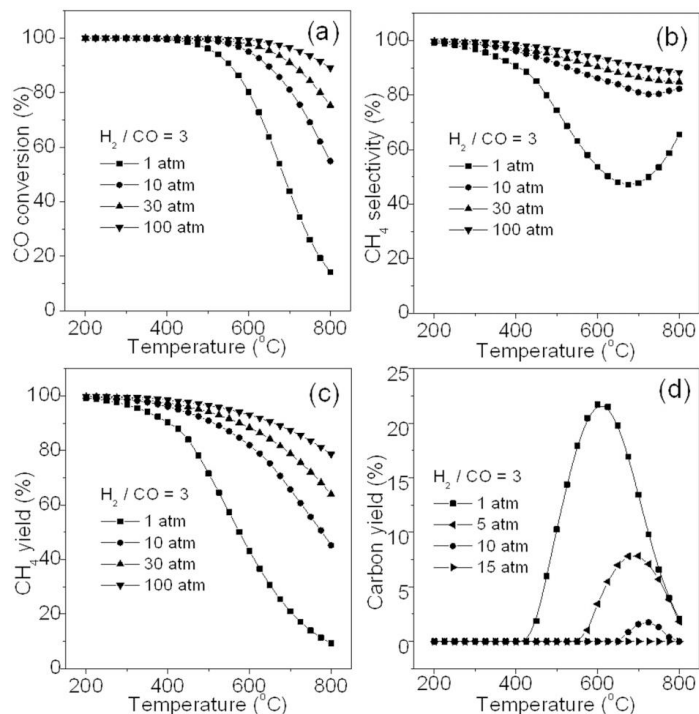 (a)
CO conversion (%)
100
80
60
40
20
0
H₂ / CO = 3
1 atm
10 atm
30 atm
100 atm
200 400 600 800
Temperature (°C)
(b)
CH₄ selectivity (%)
100
80
60
40
20
0
H₂ / CO = 3
1 atm
10 atm
30 atm
100 atm
200 400 600 800
Temperature (°C)
(c)
CH₄ yield (%)
100
80
60
40
20
0
H₂ / CO = 3
1 atm
10 atm
30 atm
100 atm
200 400 600 800
Temperature (°C)
(d)
Carbon yield (%)
25
20
15
10
5
0
H₂ / CO = 3
1 atm
5 atm
10 atm
15 atm
200 400 600 800
Temperature (°C)